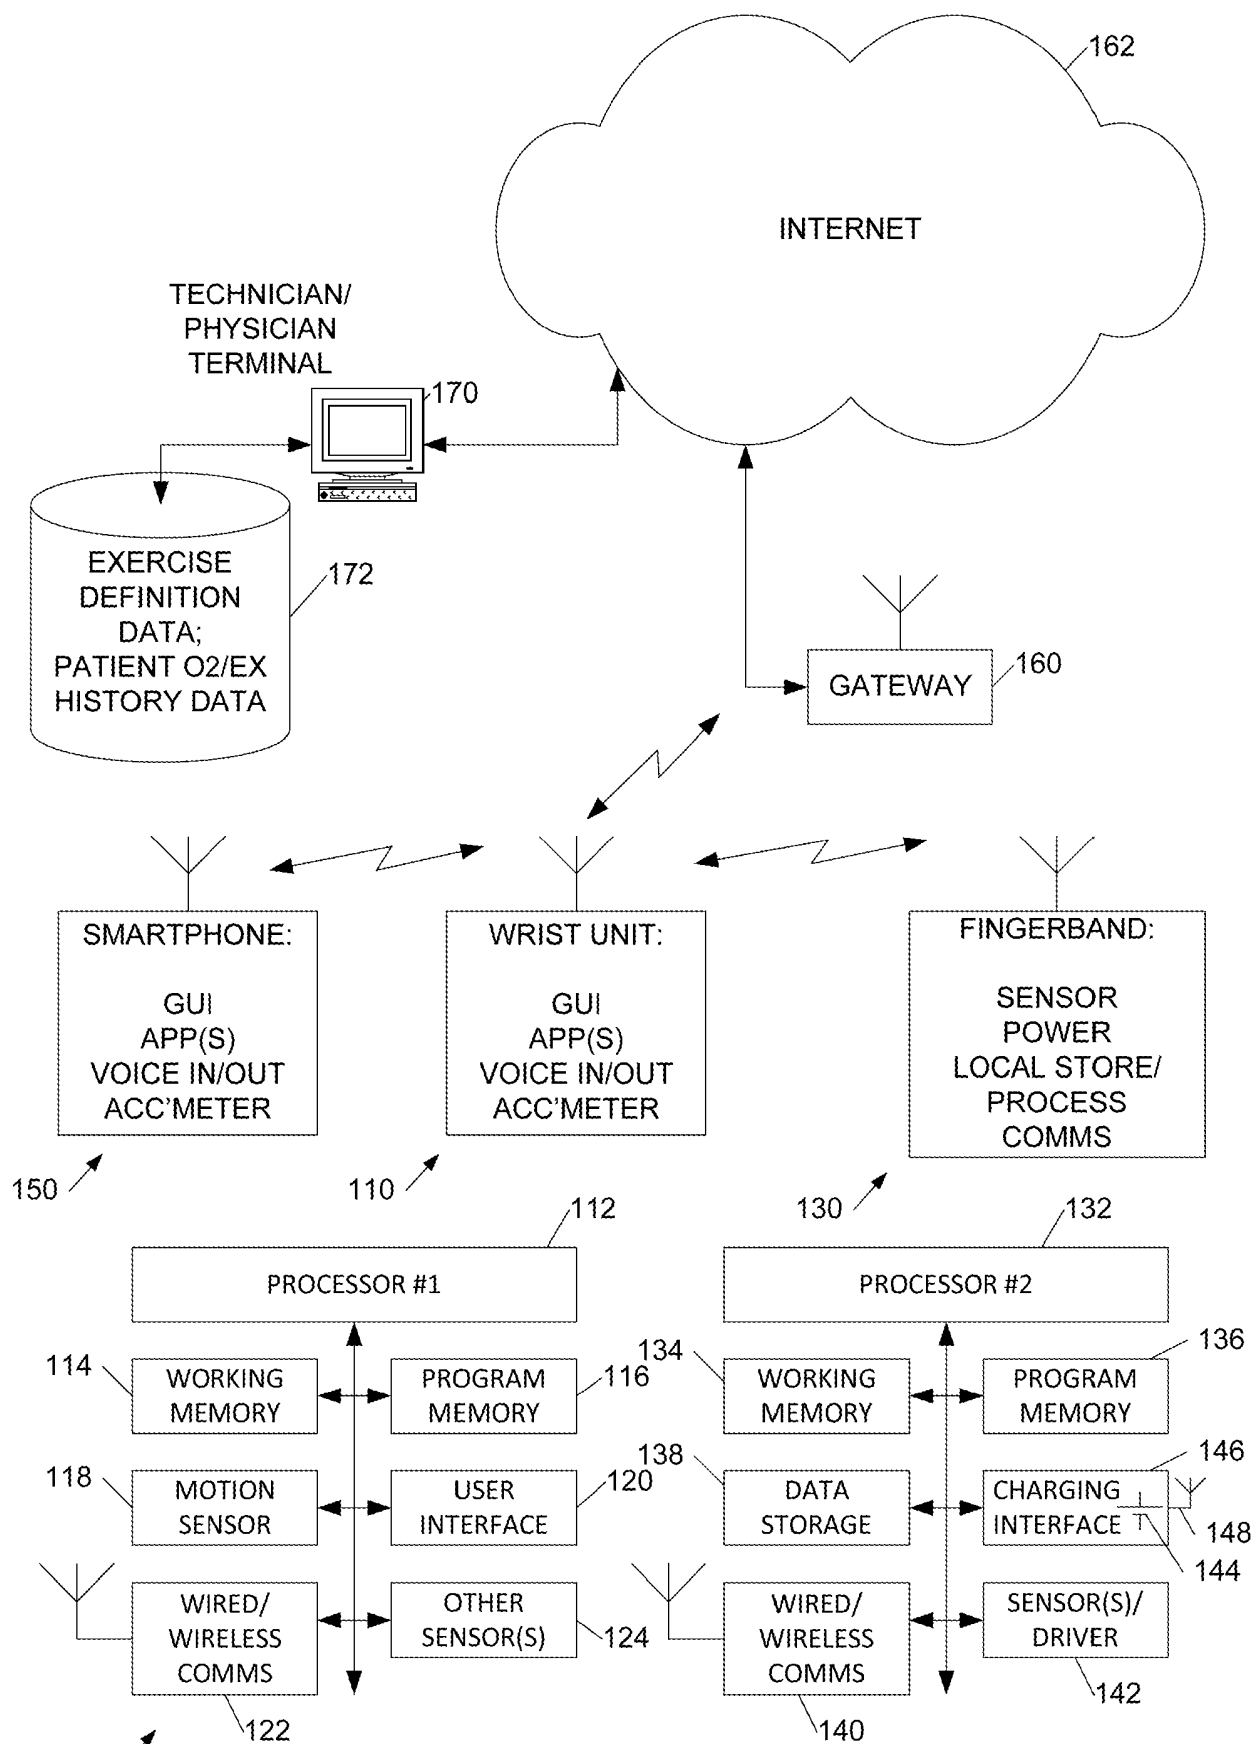 162
INTERNET
TECHNICIAN/
PHYSICIAN
TERMINAL
170
EXERCISE
DEFINITION
DATA;
PATIENT O2/EX
HISTORY DATA
172
GATEWAY
160
SMARTPHONE:
GUI
APP(S)
VOICE IN/OUT
ACC'METER
150
WRIST UNIT:
GUI
APP(S)
VOICE IN/OUT
ACC'METER
110
FINGERBAND:
SENSOR
POWER
LOCAL STORE/
PROCESS
COMMS
130
112
PROCESSOR #1
114
WORKING
MEMORY
PROGRAM
MEMORY
116
118
MOTION
SENSOR
USER
INTERFACE
120
WIRED/
WIRELESS
COMMS
122
OTHER
SENSOR(S)
124
132
PROCESSOR #2
134
WORKING
MEMORY
PROGRAM
MEMORY
136
138
DATA
STORAGE
CHARGING
INTERFACE
146
148
144
WIRED/
WIRELESS
COMMS
140
SENSOR(S)/
DRIVER
142